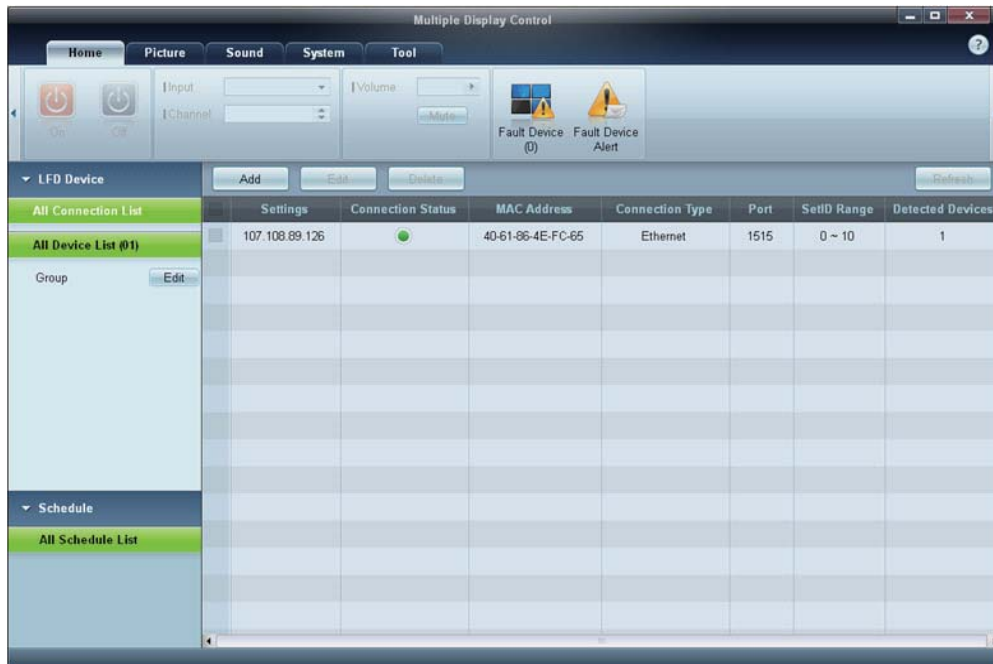 Multiple Display Control
Home Picture Sound System Tool
Input
Channel
On Off
Volume
Mute
Fault Device (0)
Fault Device Alert
LFD Device
Add Edit Delete Refresh
All Connection List
Settings Connection Status MAC Address Connection Type Port SetID Range Detected Devices
107.108.89.126 40-61-86-4E-FC-65 Ethernet 1515 0 ~ 10 1
All Device List (01)
Group Edit
Schedule
All Schedule List